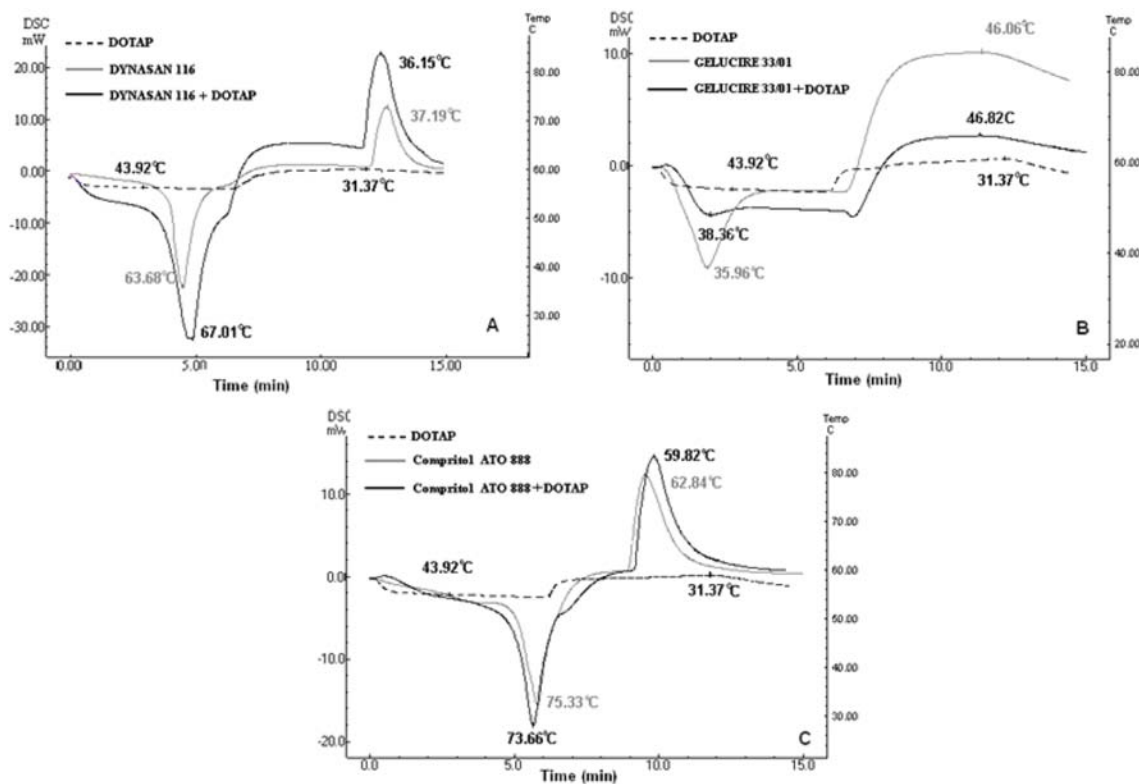 DSC
mW
Temp
C
DOTAP
DYNASAN 116
DYNASAN 116 + DOTAP
20.00
10.00
0.00
-10.00
-20.00
-30.00
80.00
70.00
60.00
50.00
40.00
30.00
36.15°C
37.19°C
43.92°C
31.37°C
63.68°C
67.01°C
A
0.00
5.00
10.00
15.00
Time (min)
DSC
mW
Temp
C
DOTAP
GELUCIRE 33/01
GELUCIRE 33/01+DOTAP
10.0
0.0
-10.0
80.00
60.00
40.00
20.00
46.06°C
46.82C
43.92°C
31.37°C
38.36°C
35.96°C
B
0.0
5.0
10.0
15.0
Time (min)
DSC
mW
Temp
C
DOTAP
Compritol ATO 888
Compritol ATO 888+DOTAP
10.0
0.0
-10.0
-20.0
80.00
70.00
60.00
50.00
40.00
30.00
59.82°C
62.84°C
43.92°C
31.37°C
75.33°C
73.66°C
C
0.0
5.0
10.0
15.0
Time (min)